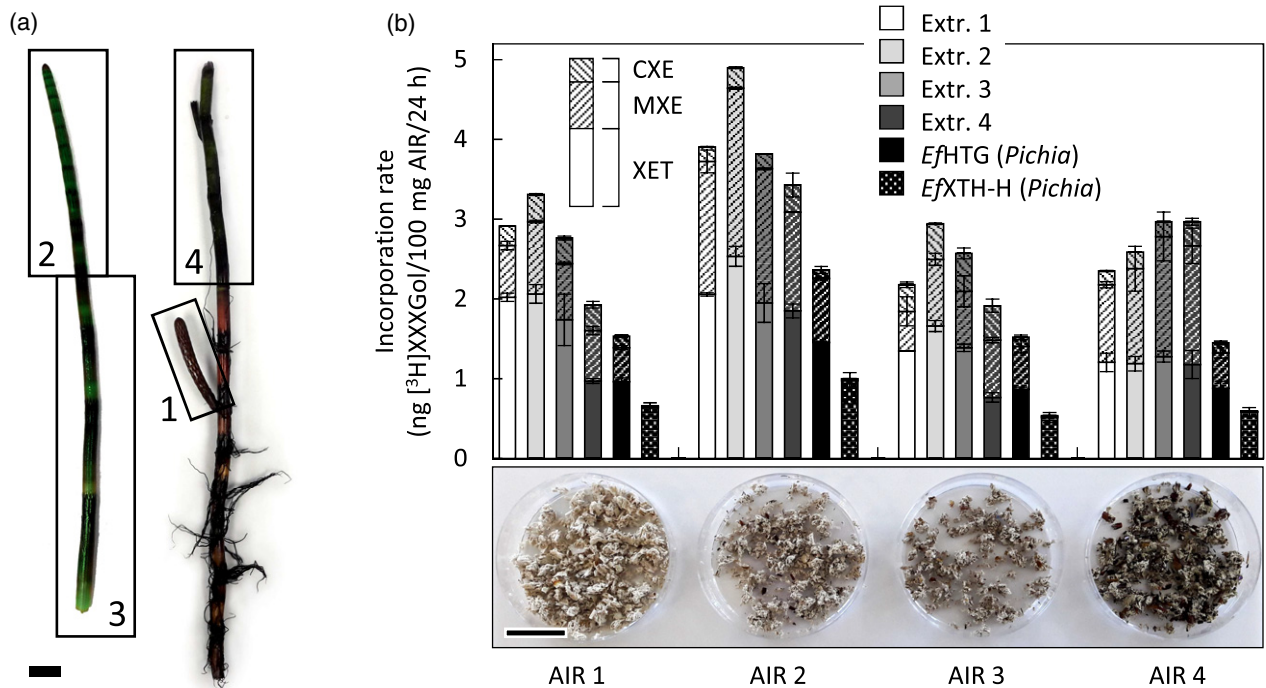 (a)
2
3
4
1
(b)
Extr. 1
Extr. 2
Extr. 3
Extr. 4
EfHTG (Pichia)
EfXTH-H (Pichia)
CXE
MXE
XET
Incorporation rate
(ng [³H]XXXGol/100 mg AIR/24 h)
5
4
3
2
1
0
AIR 1
AIR 2
AIR 3
AIR 4